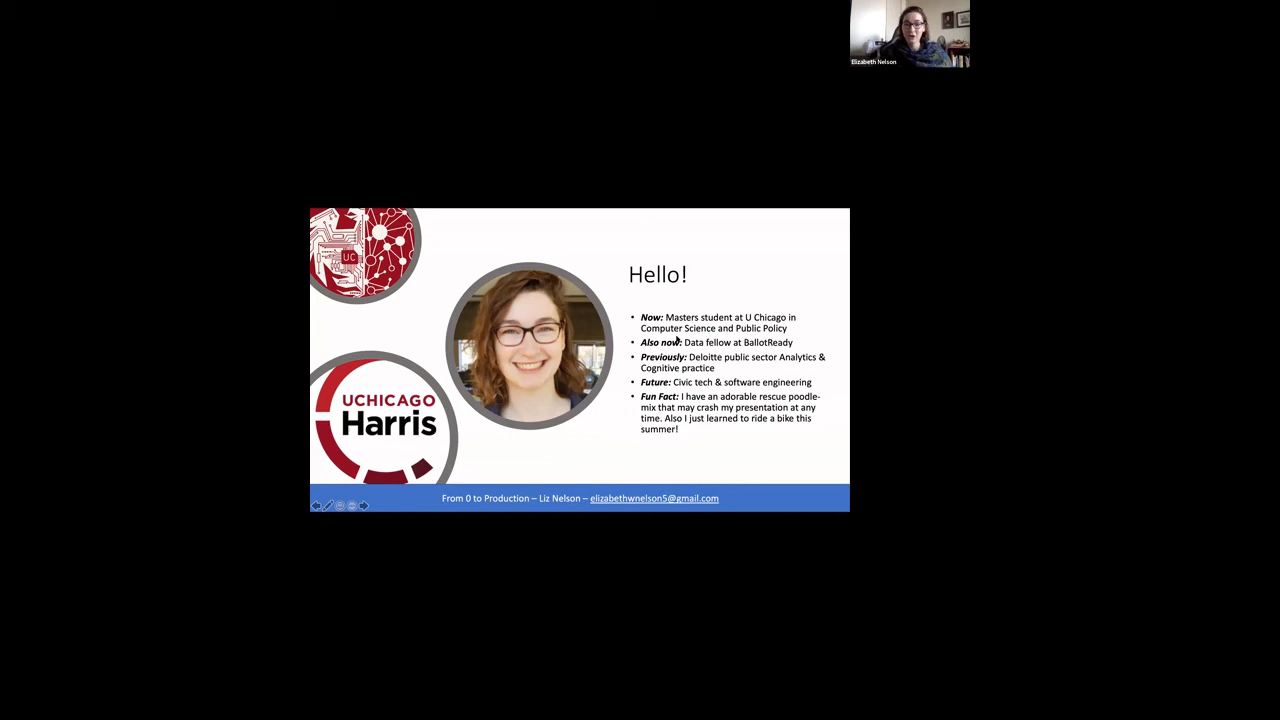 Elizabeth Nelson
UC
Hello!
• Now: Masters student at U Chicago in
Computer Science and Public Policy
• Also now: Data fellow at BallotReady
• Previously: Deloitte public sector Analytics &
Cognitive practice
• Future: Civic tech & software engineering
• Fun Fact: I have an adorable rescue poodle-
mix that may crash my presentation at any
time. Also I just learned to ride a bike this
summer!
UCHICAGO
Harris
From 0 to Production – Liz Nelson – elizabethwnelson5@gmail.com